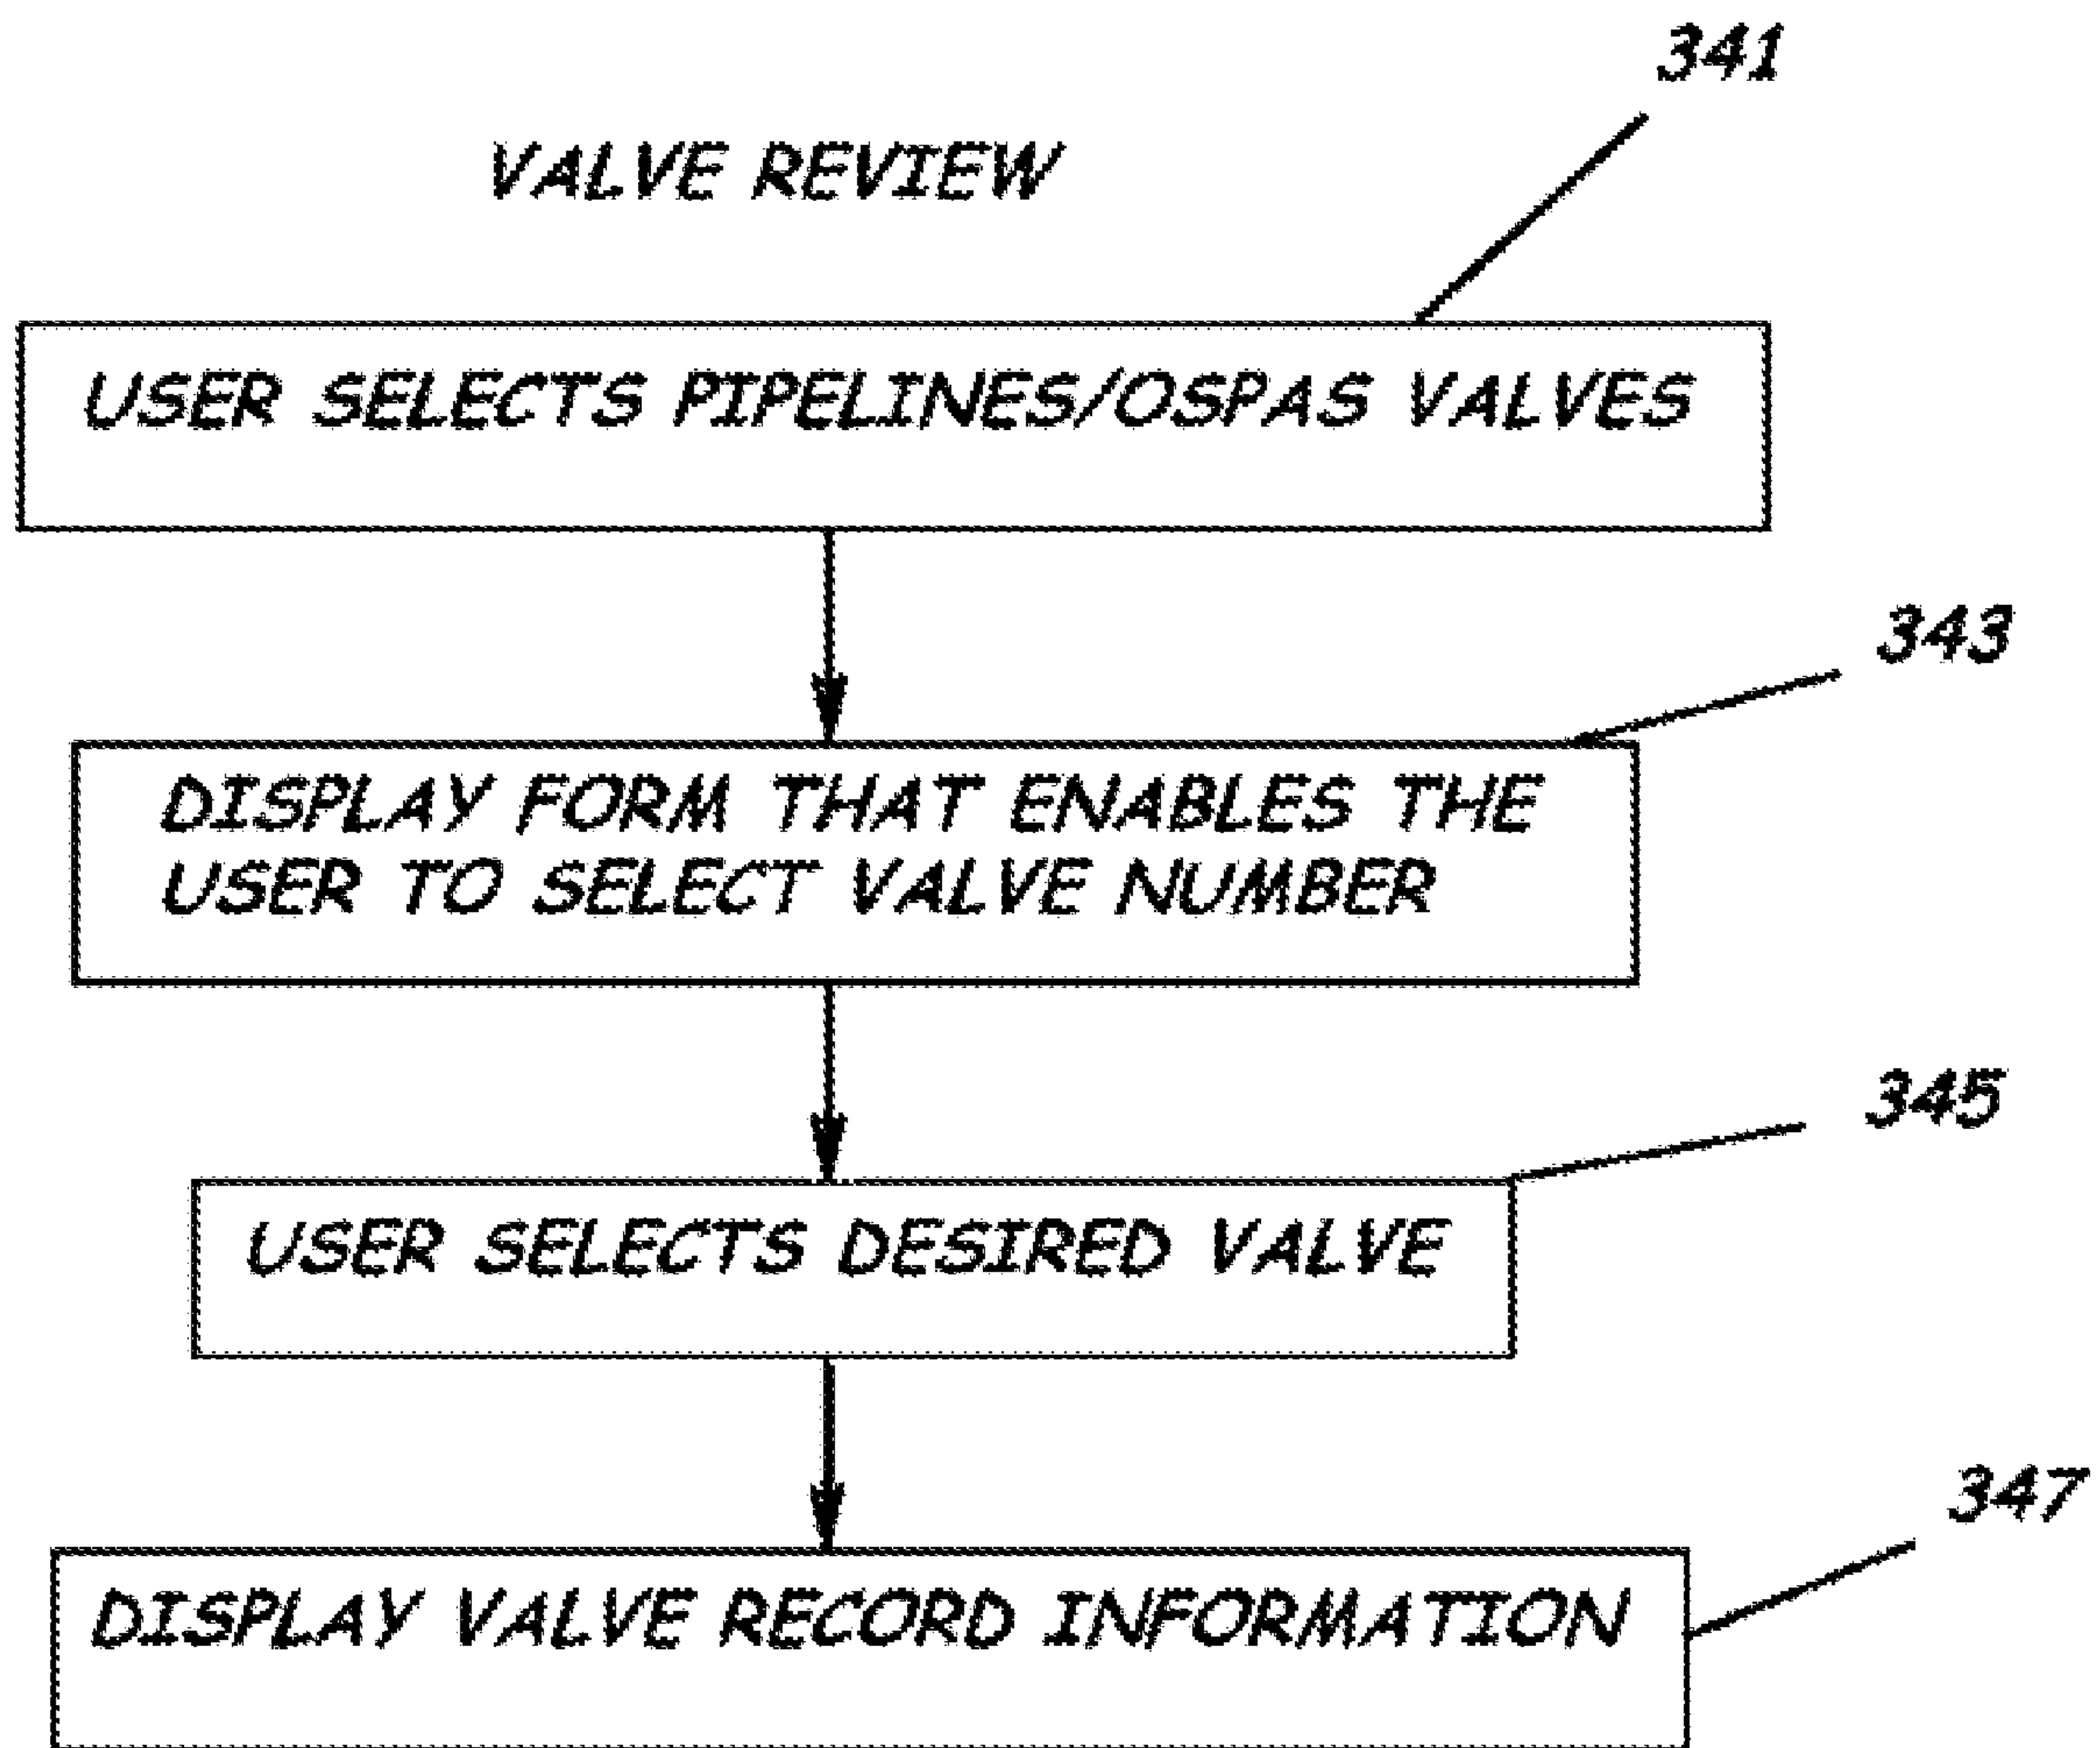 341
VALVE REVIEW
USER SELECTS PIPELINES/OSPAS VALVES
343
DISPLAY FORM THAT ENABLES THE
USER TO SELECT VALVE NUMBER
345
USER SELECTS DESIRED VALVE
347
DISPLAY VALVE RECORD INFORMATION